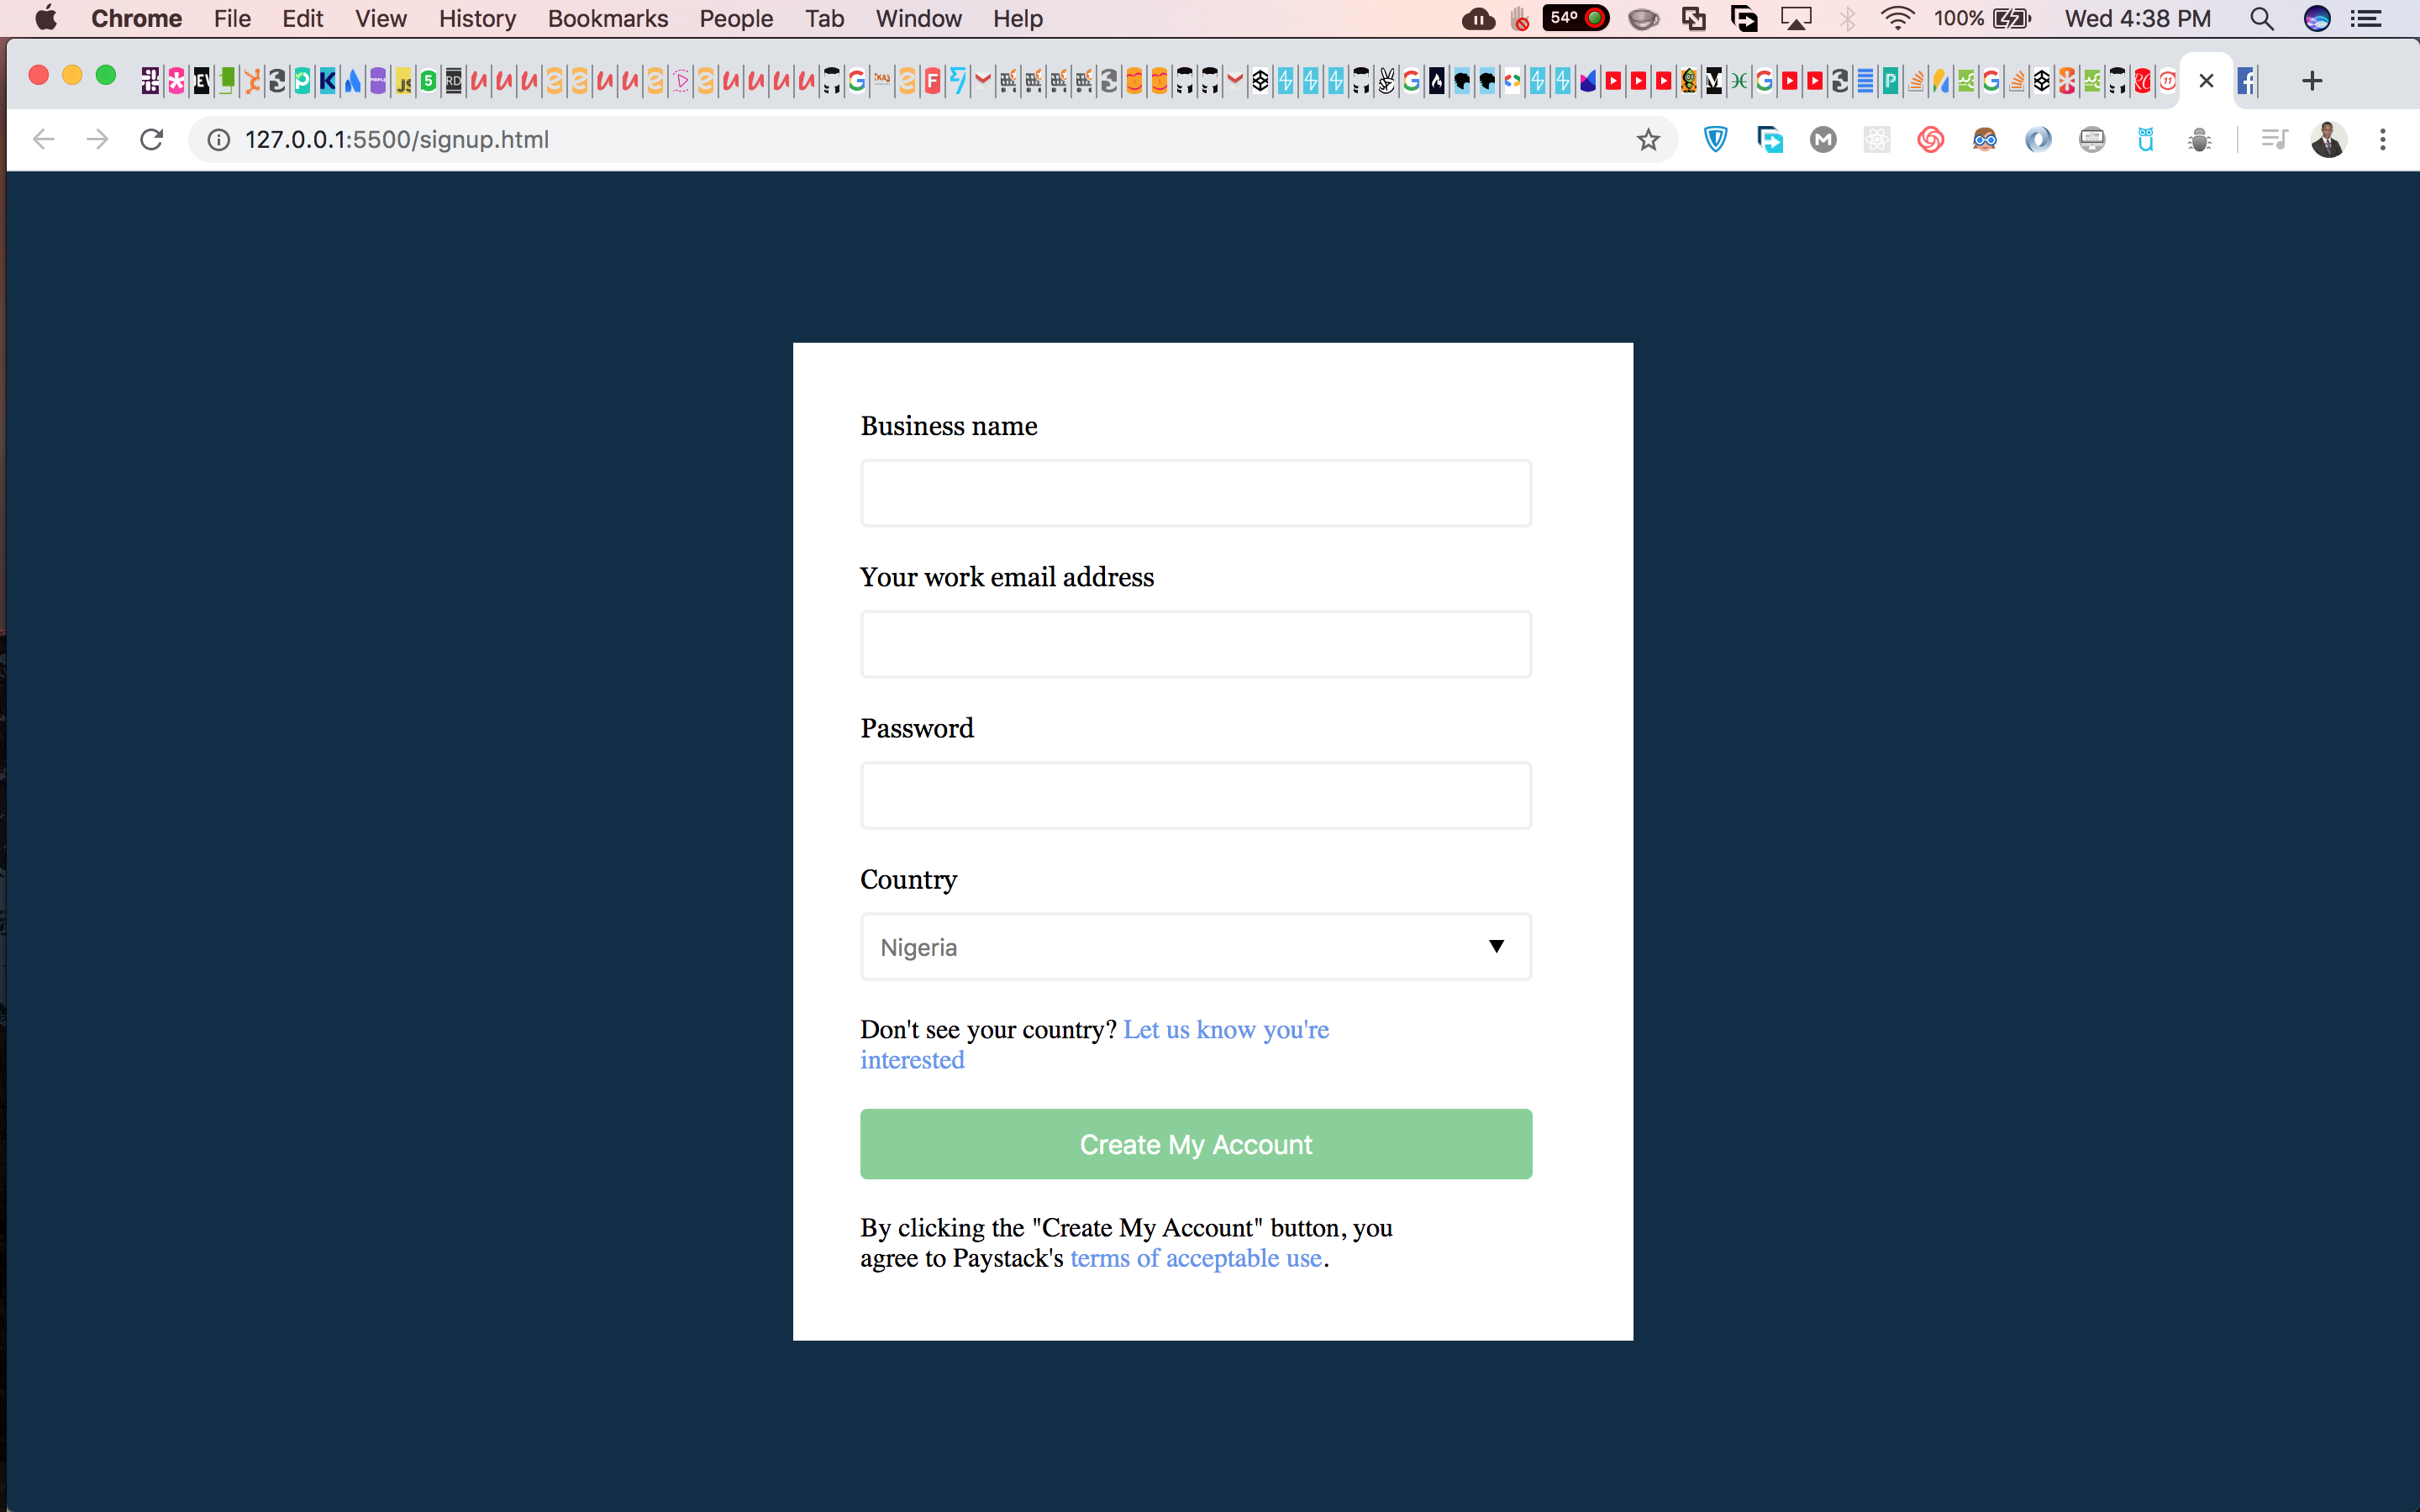 Chrome File Edit View History Bookmarks People Tab Window Help 54° 100% Wed 4:38 PM
127.0.0.1:5500/signup.html
Business name
Your work email address
Password
Country
Nigeria
Don't see your country? Let us know you're
interested
Create My Account
By clicking the "Create My Account" button, you
agree to Paystack's terms of acceptable use.